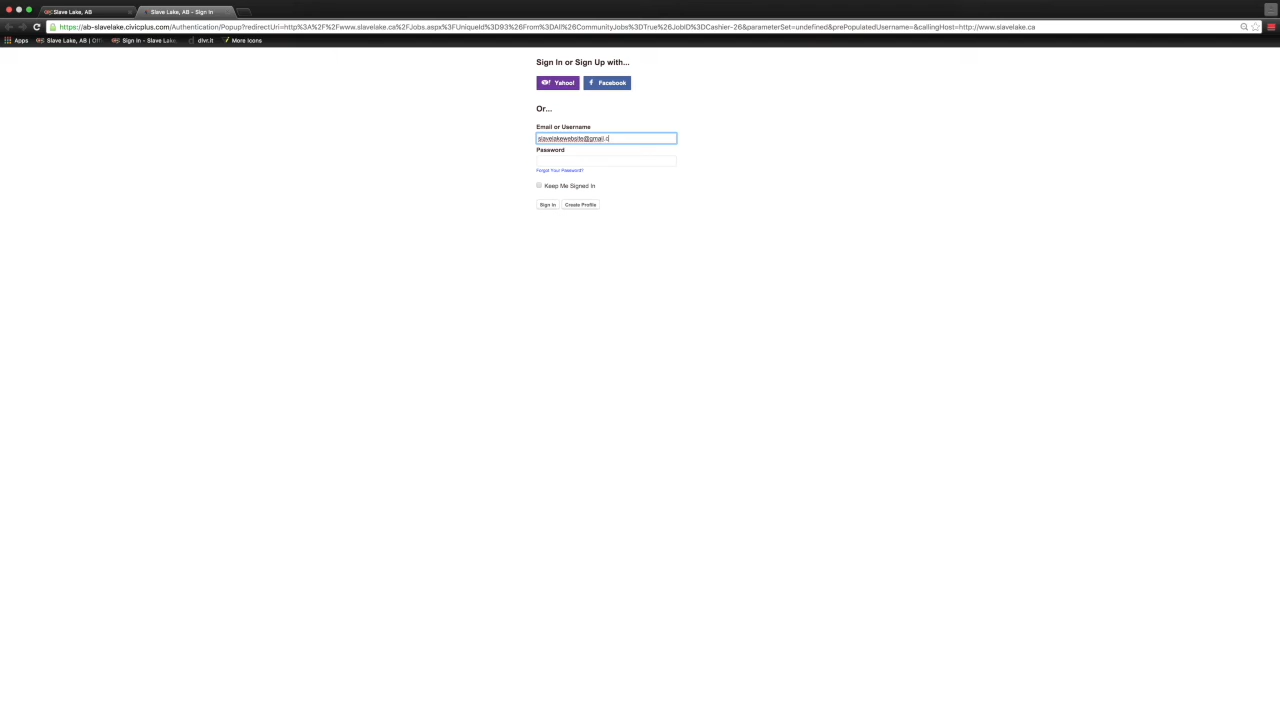 Slave Lake, AB
Slave Lake, AB - Sign In
https://ab-slavelake.civicplus.com/Authentication/Popup?redirectUri=http%3A%2F%2Fwww.slavelake.ca%2FJobs.aspx%3FUniqueId%3D93%26From%3DAll%26CommunityJobs%3DTrue%26JobID%3DCashier-26&parameterSet=undefined&prePopulatedUsername=&callingHost=http://www.slavelake.ca
Apps Slave Lake, AB | Offi Sign In - Slave Lake, dlvr.it More Icons
Sign In or Sign Up with...
Yahoo! Facebook
Or...
Email or Username
slavelakewebsite@gmail.c
Password
Forgot Your Password?
Keep Me Signed In
Sign In Create Profile